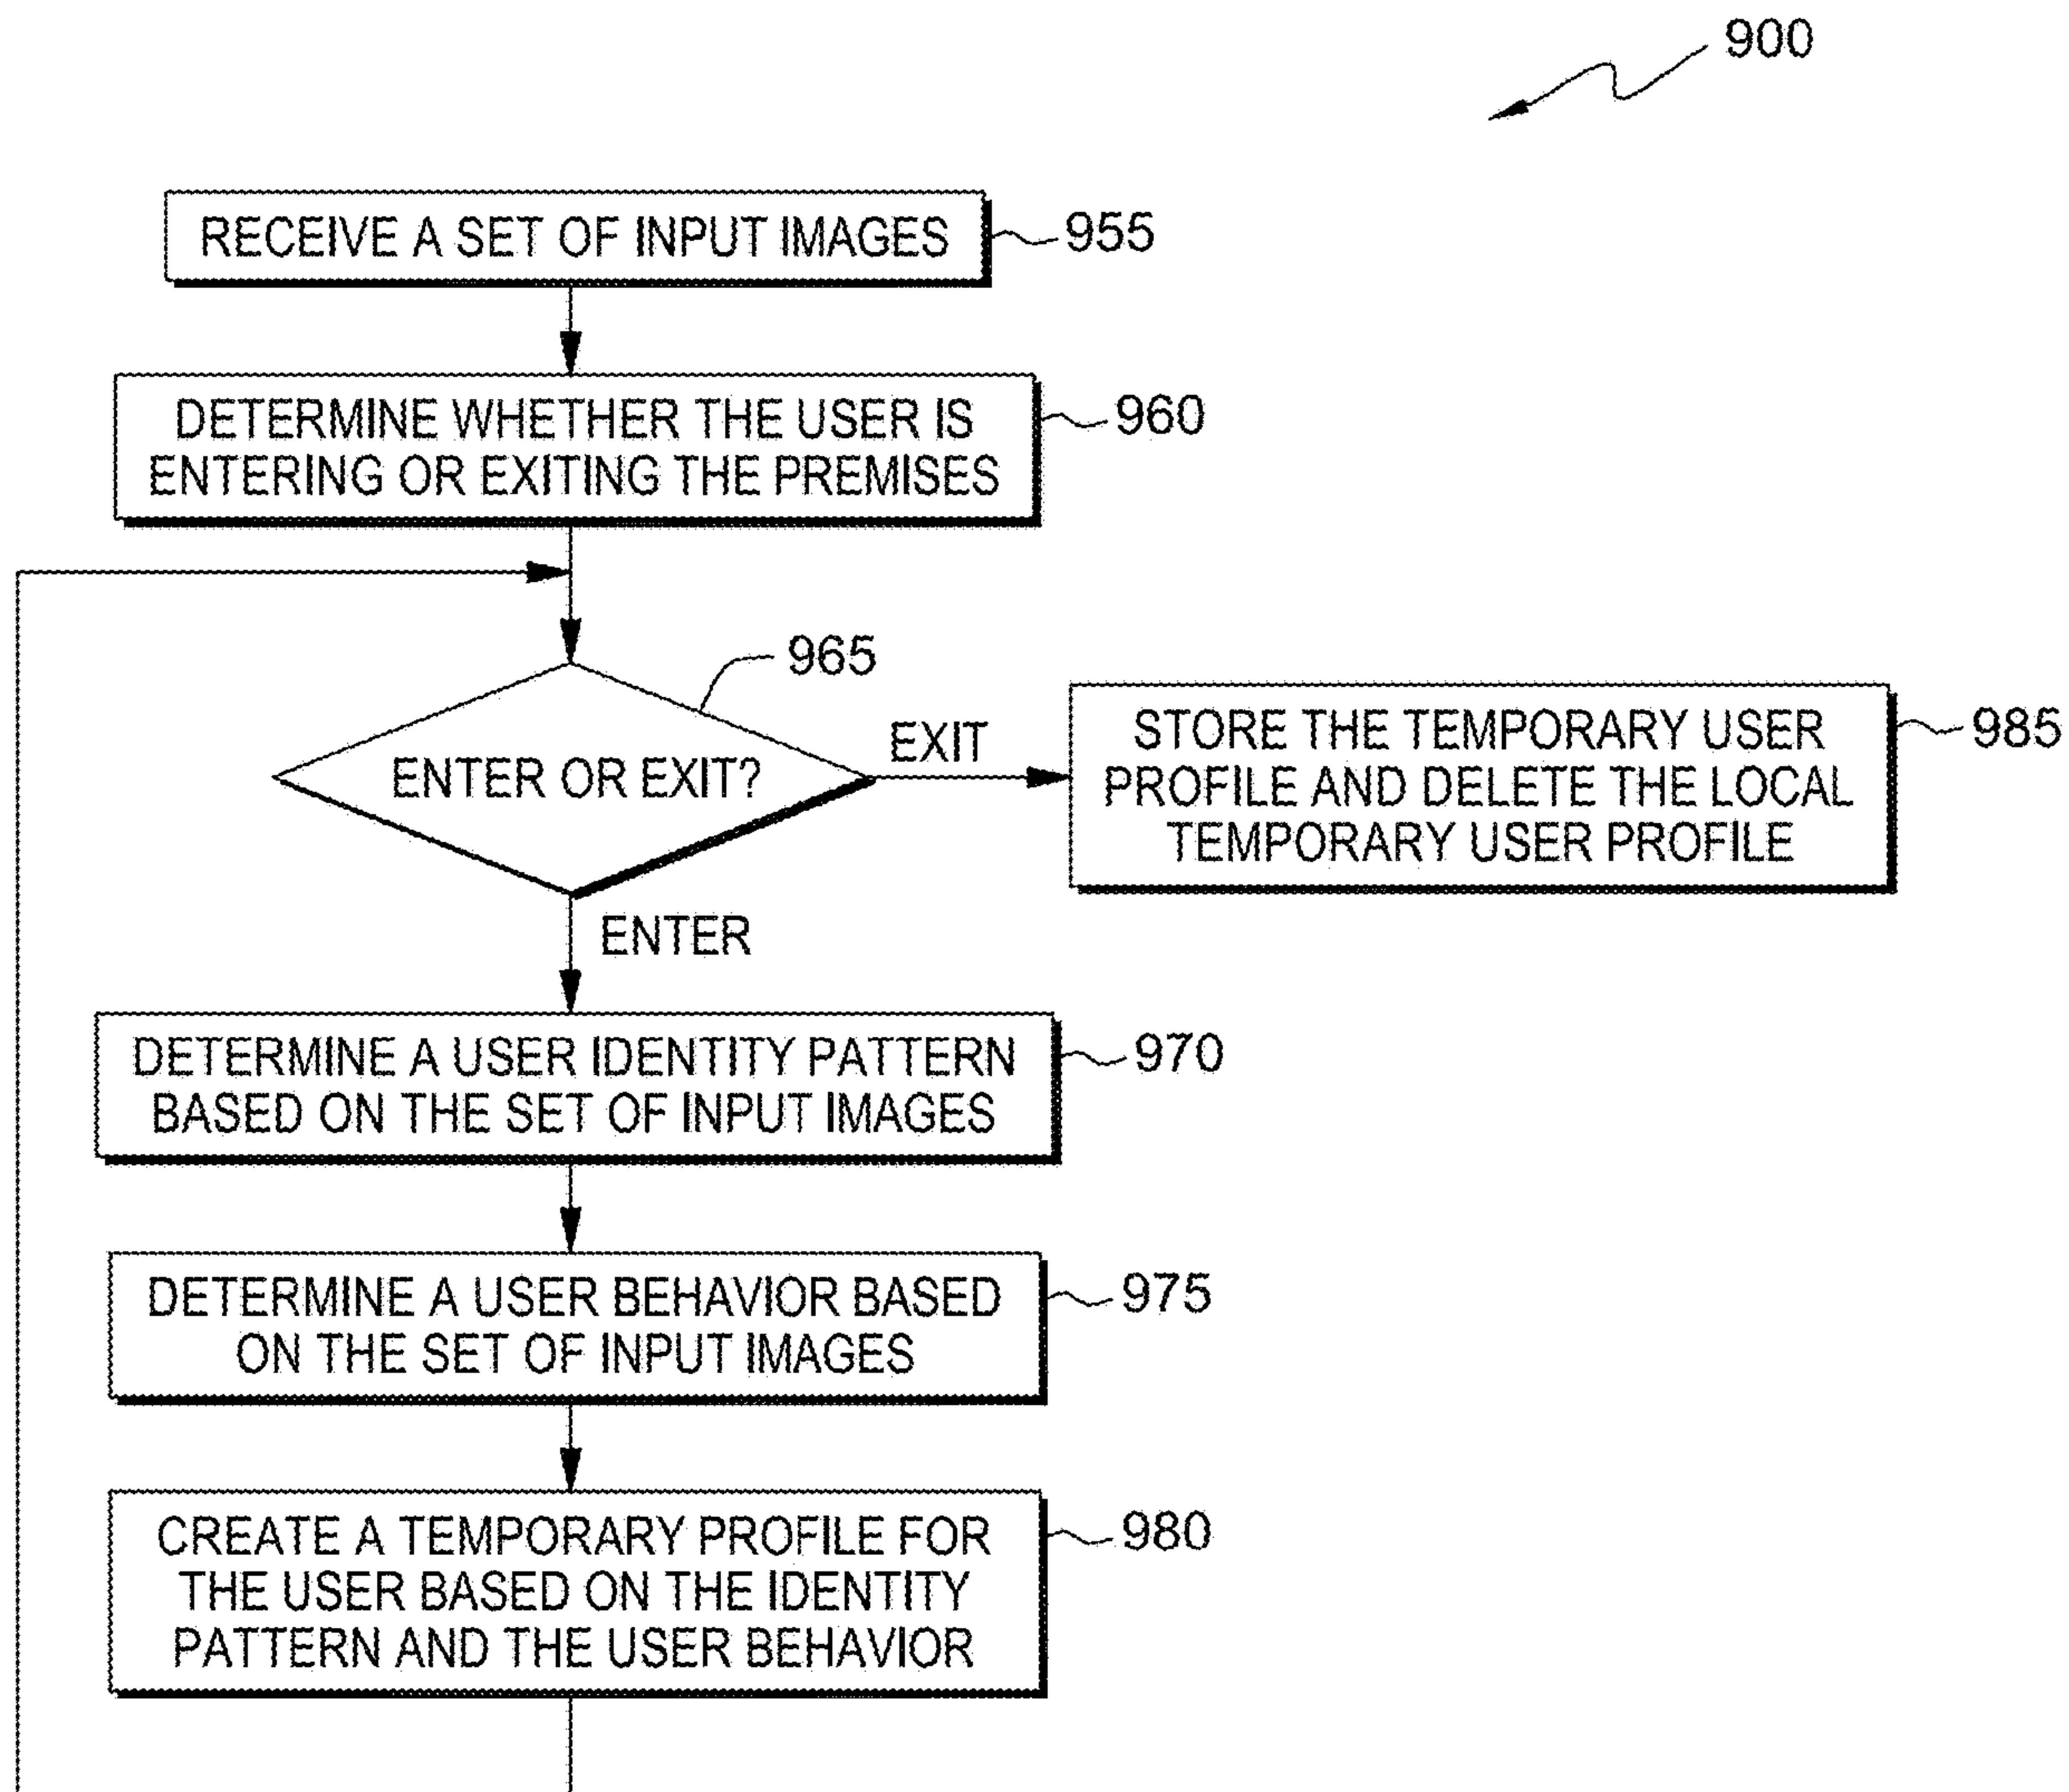 900
RECEIVE A SET OF INPUT IMAGES
955
DETERMINE WHETHER THE USER IS
ENTERING OR EXITING THE PREMISES
960
965
ENTER OR EXIT?
EXIT
STORE THE TEMPORARY USER
PROFILE AND DELETE THE LOCAL
TEMPORARY USER PROFILE
985
ENTER
DETERMINE A USER IDENTITY PATTERN
BASED ON THE SET OF INPUT IMAGES
970
DETERMINE A USER BEHAVIOR BASED
ON THE SET OF INPUT IMAGES
975
CREATE A TEMPORARY PROFILE FOR
THE USER BASED ON THE IDENTITY
PATTERN AND THE USER BEHAVIOR
980